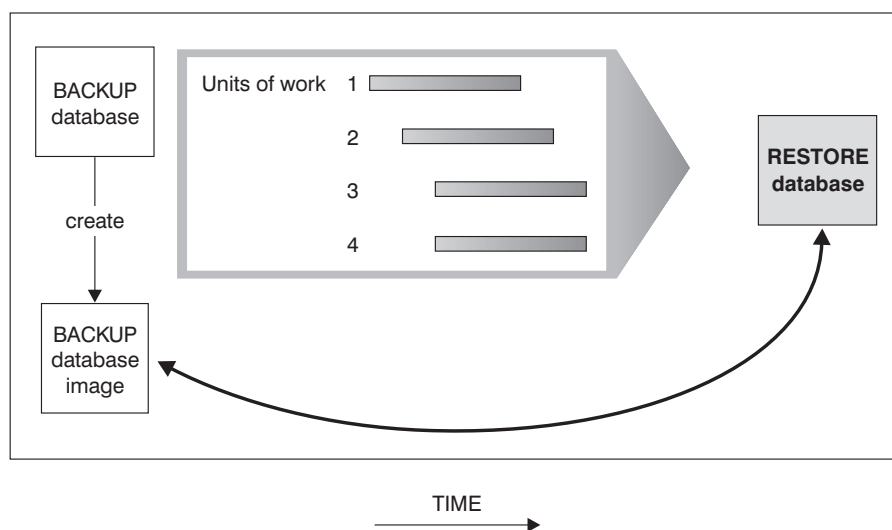 BACKUP
database
create
BACKUP
database
image
Units of work 1
2
3
4
RESTORE
database
TIME